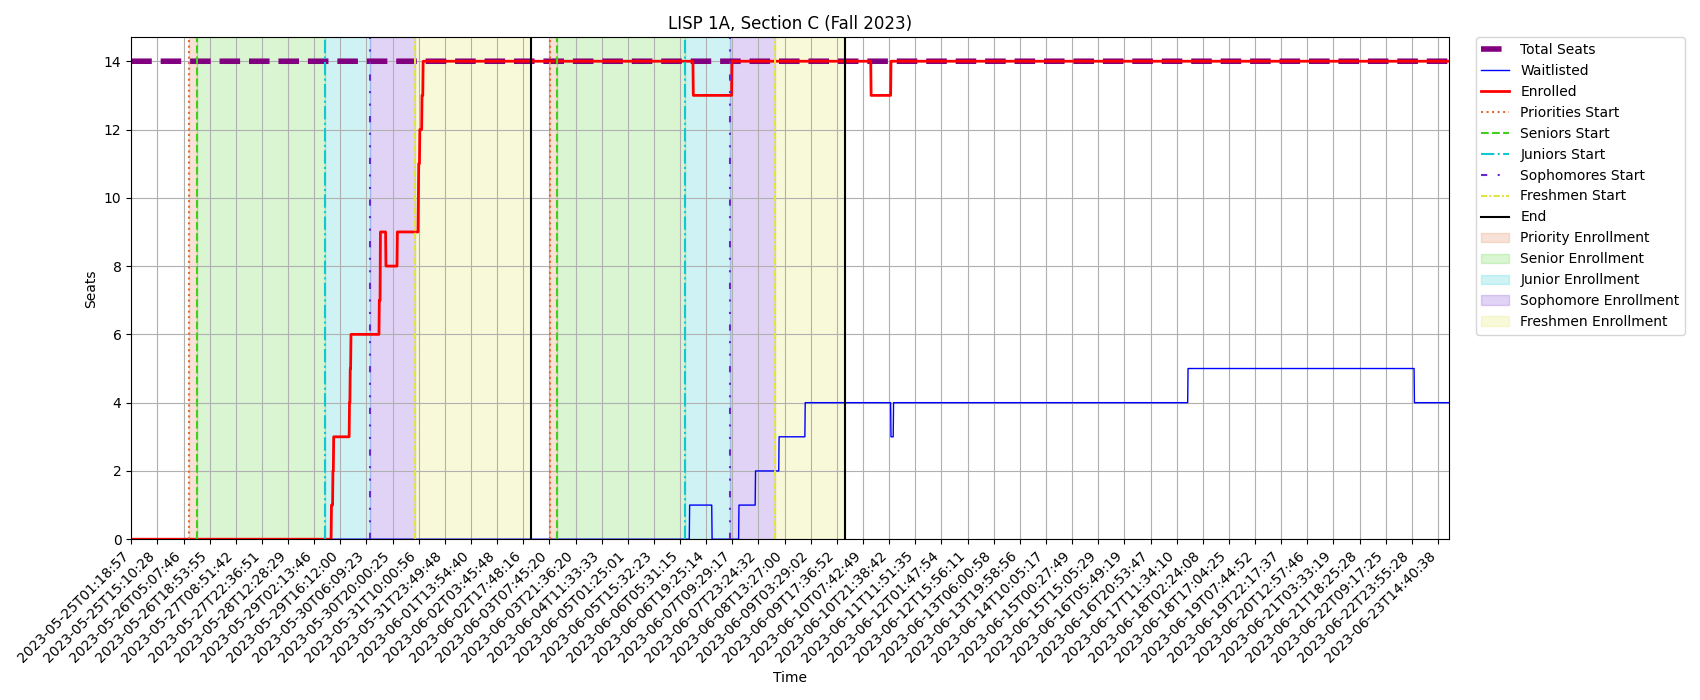 LISP 1A, Section C (Fall 2023)
Seats
14
12
10
8
6
4
2
0
2023-05-25T01:18:57
2023-05-25T15:10:28
2023-05-26T05:07:46
2023-05-26T18:53:55
2023-05-27T08:51:42
2023-05-27T22:36:51
2023-05-28T12:28:29
2023-05-29T02:13:46
2023-05-29T16:12:00
2023-05-30T06:09:23
2023-05-30T20:00:25
2023-05-31T10:00:56
2023-05-31T23:49:48
2023-06-01T13:54:40
2023-06-02T03:45:48
2023-06-02T17:48:16
2023-06-03T07:45:20
2023-06-03T21:36:20
2023-06-04T11:33:33
2023-06-05T01:25:01
2023-06-05T15:32:23
2023-06-06T05:31:15
2023-06-06T19:25:14
2023-06-07T09:29:17
2023-06-07T23:24:32
2023-06-08T13:27:00
2023-06-09T03:29:02
2023-06-09T17:36:52
2023-06-10T07:42:49
2023-06-10T21:38:42
2023-06-11T11:51:35
2023-06-12T01:47:54
2023-06-12T15:56:11
2023-06-13T06:00:58
2023-06-13T19:58:56
2023-06-14T10:05:17
2023-06-15T00:27:49
2023-06-15T15:05:29
2023-06-16T05:49:19
2023-06-16T20:53:47
2023-06-17T11:34:10
2023-06-18T02:24:08
2023-06-18T17:04:25
2023-06-19T07:44:52
2023-06-19T22:17:37
2023-06-20T12:57:46
2023-06-21T03:33:19
2023-06-21T18:25:28
2023-06-22T09:17:25
2023-06-22T23:55:28
2023-06-23T14:40:38
Time
Total Seats
Waitlisted
Enrolled
Priorities Start
Seniors Start
Juniors Start
Sophomores Start
Freshmen Start
End
Priority Enrollment
Senior Enrollment
Junior Enrollment
Sophomore Enrollment
Freshmen Enrollment